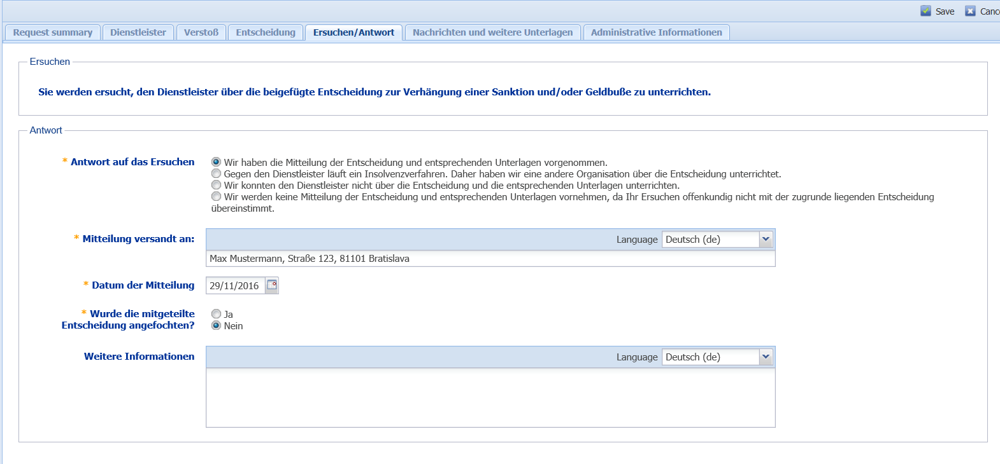 Save
Request summary Dienstleister Verstoß Entscheidung Ersuchen/Antwort Nachrichten und weitere Unterlagen Administrative Informationen
Ersuchen
Sie werden ersucht, den Dienstleister über die beigefügte Entscheidung zur Verhängung einer Sanktion und/oder Geldbuße zu unterrichten.
Antwort
* Antwort auf das Ersuchen
Wir haben die Mitteilung der Entscheidung und entsprechenden Unterlagen vorgenommen.
Gegen den Dienstleister läuft ein Insolvenzverfahren. Daher haben wir eine andere Organisation über die Entscheidung unterrichtet.
Wir konnten den Dienstleister nicht über die Entscheidung und die entsprechenden Unterlagen unterrichten.
Wir werden keine Mitteilung der Entscheidung und entsprechenden Unterlagen vornehmen, da Ihr Ersuchen offenkundig nicht mit der zugrunde liegenden Entscheidung
übereinstimmt.
* Mitteilung versandt an:
Language Deutsch (de)
Max Mustermann, Straße 123, 81101 Bratislava
* Datum der Mitteilung
29/11/2016
* Wurde die mitgeteilte
Entscheidung angefochten?
Ja
Nein
Weitere Informationen
Language Deutsch (de)